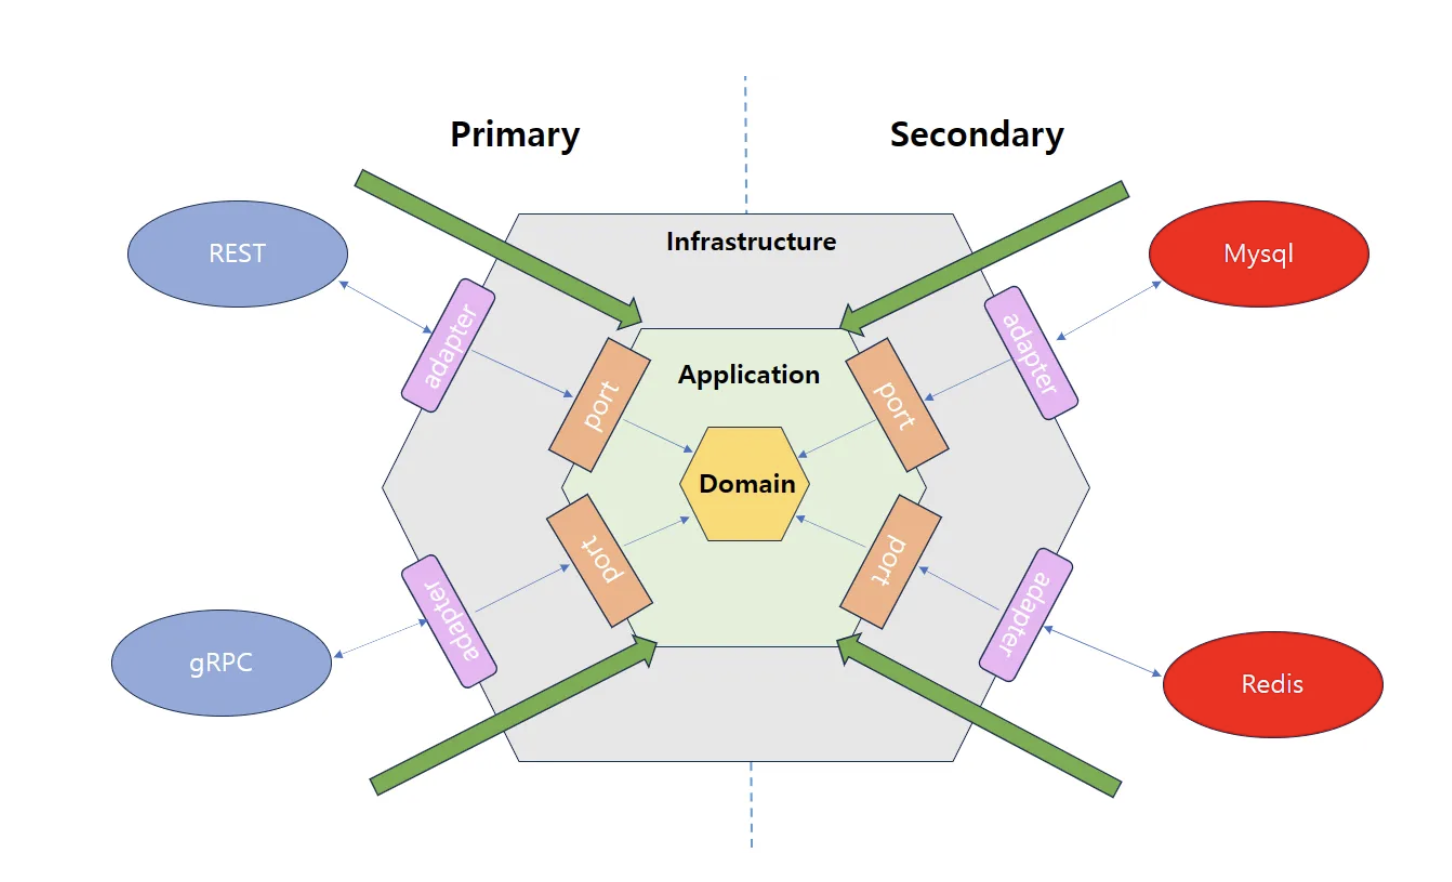 Primary
Secondary
REST
Infrastructure
Mysql
adapter
adapter
Application
port
port
Domain
port
port
adapter
adapter
gRPC
Redis